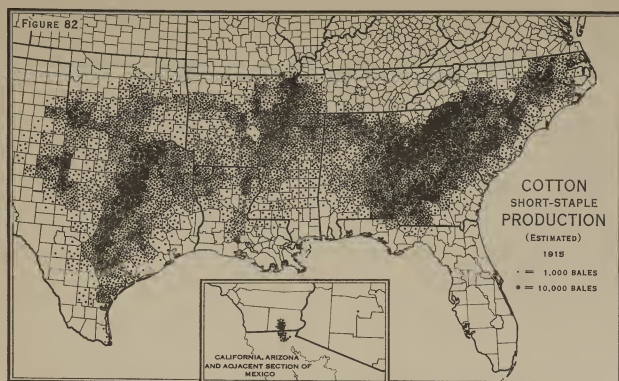 FIGURE 82
COTTON
SHORT-STAPLE
PRODUCTION
(ESTIMATED)
1915
· = 1,000 BALES
● = 10,000 BALES
CALIFORNIA, ARIZONA
AND ADJACENT SECTION OF
MEXICO